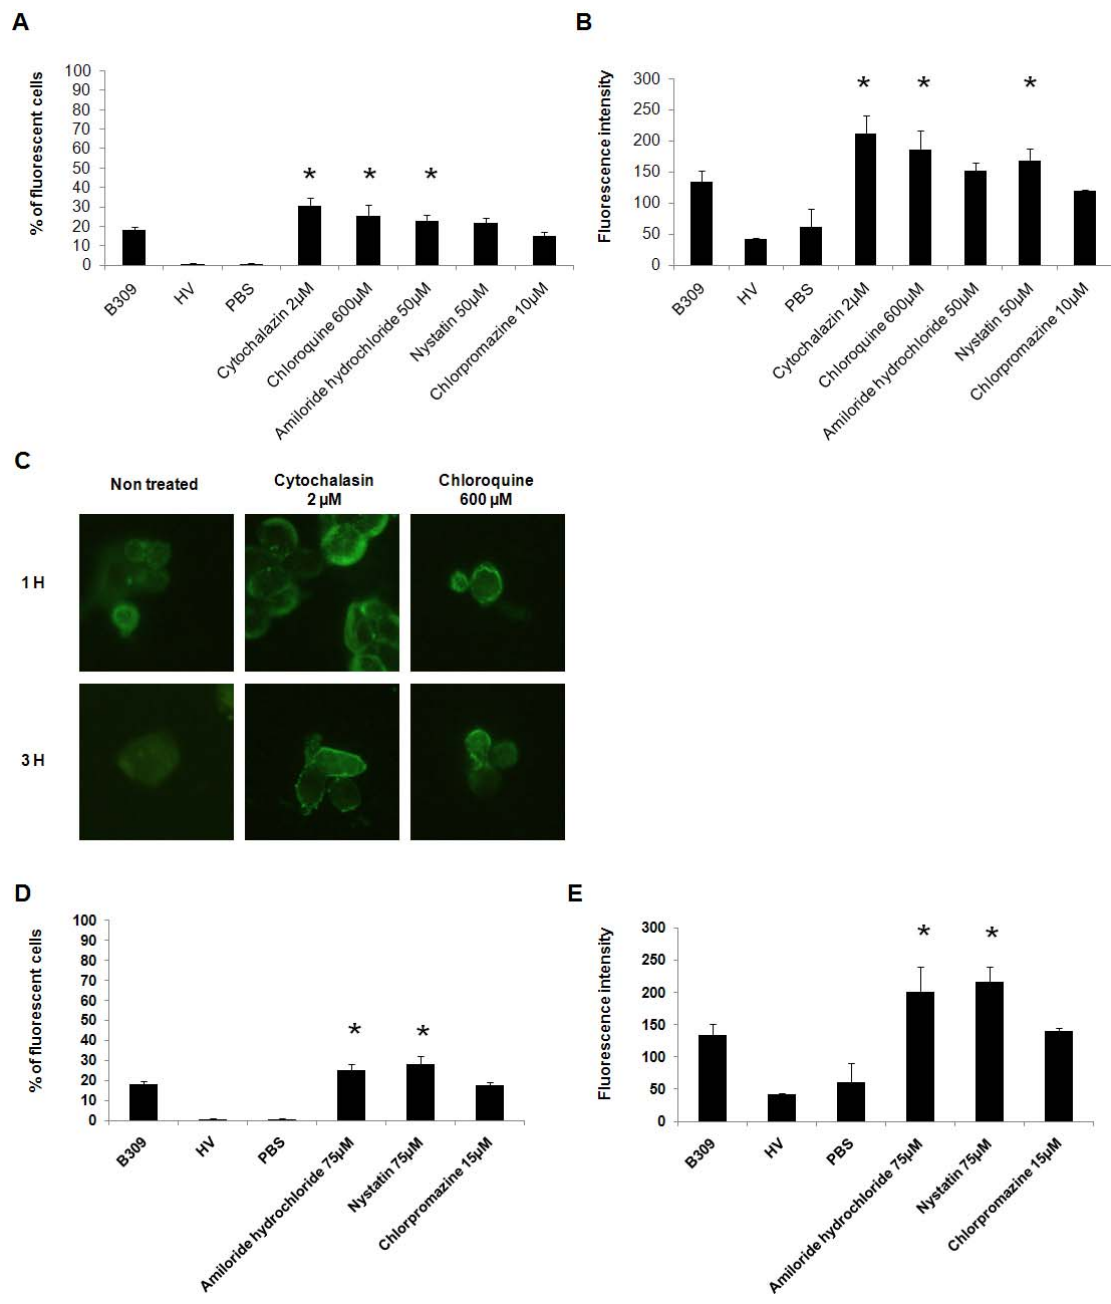 A
B
% of fluorescent cells
100
90
80
70
60
50
40
30
20
10
0
* * *
B309
HV
PBS
Cytochalazin 2µM
Chloroquine 600µM
Amiloride hydrochloride 50µM
Nystatin 50µM
Chlorpromazine 10µM
Fluorescence intensity
300
250
200
150
100
50
0
* * *
B309
HV
PBS
Cytochalazin 2µM
Chloroquine 600µM
Amiloride hydrochloride 50µM
Nystatin 50µM
Chlorpromazine 10µM
C
Non treated
Cytochalasin
2 µM
Chloroquine
600 µM
1 H
3 H
D
E
% of fluorescent cells
100
90
80
70
60
50
40
30
20
10
0
* *
B309
HV
PBS
Amiloride hydrochloride 75µM
Nystatin 75µM
Chlorpromazine 15µM
Fluorescence intensity
300
250
200
150
100
50
0
* *
B309
HV
PBS
Amiloride hydrochloride 75µM
Nystatin 75µM
Chlorpromazine 15µM